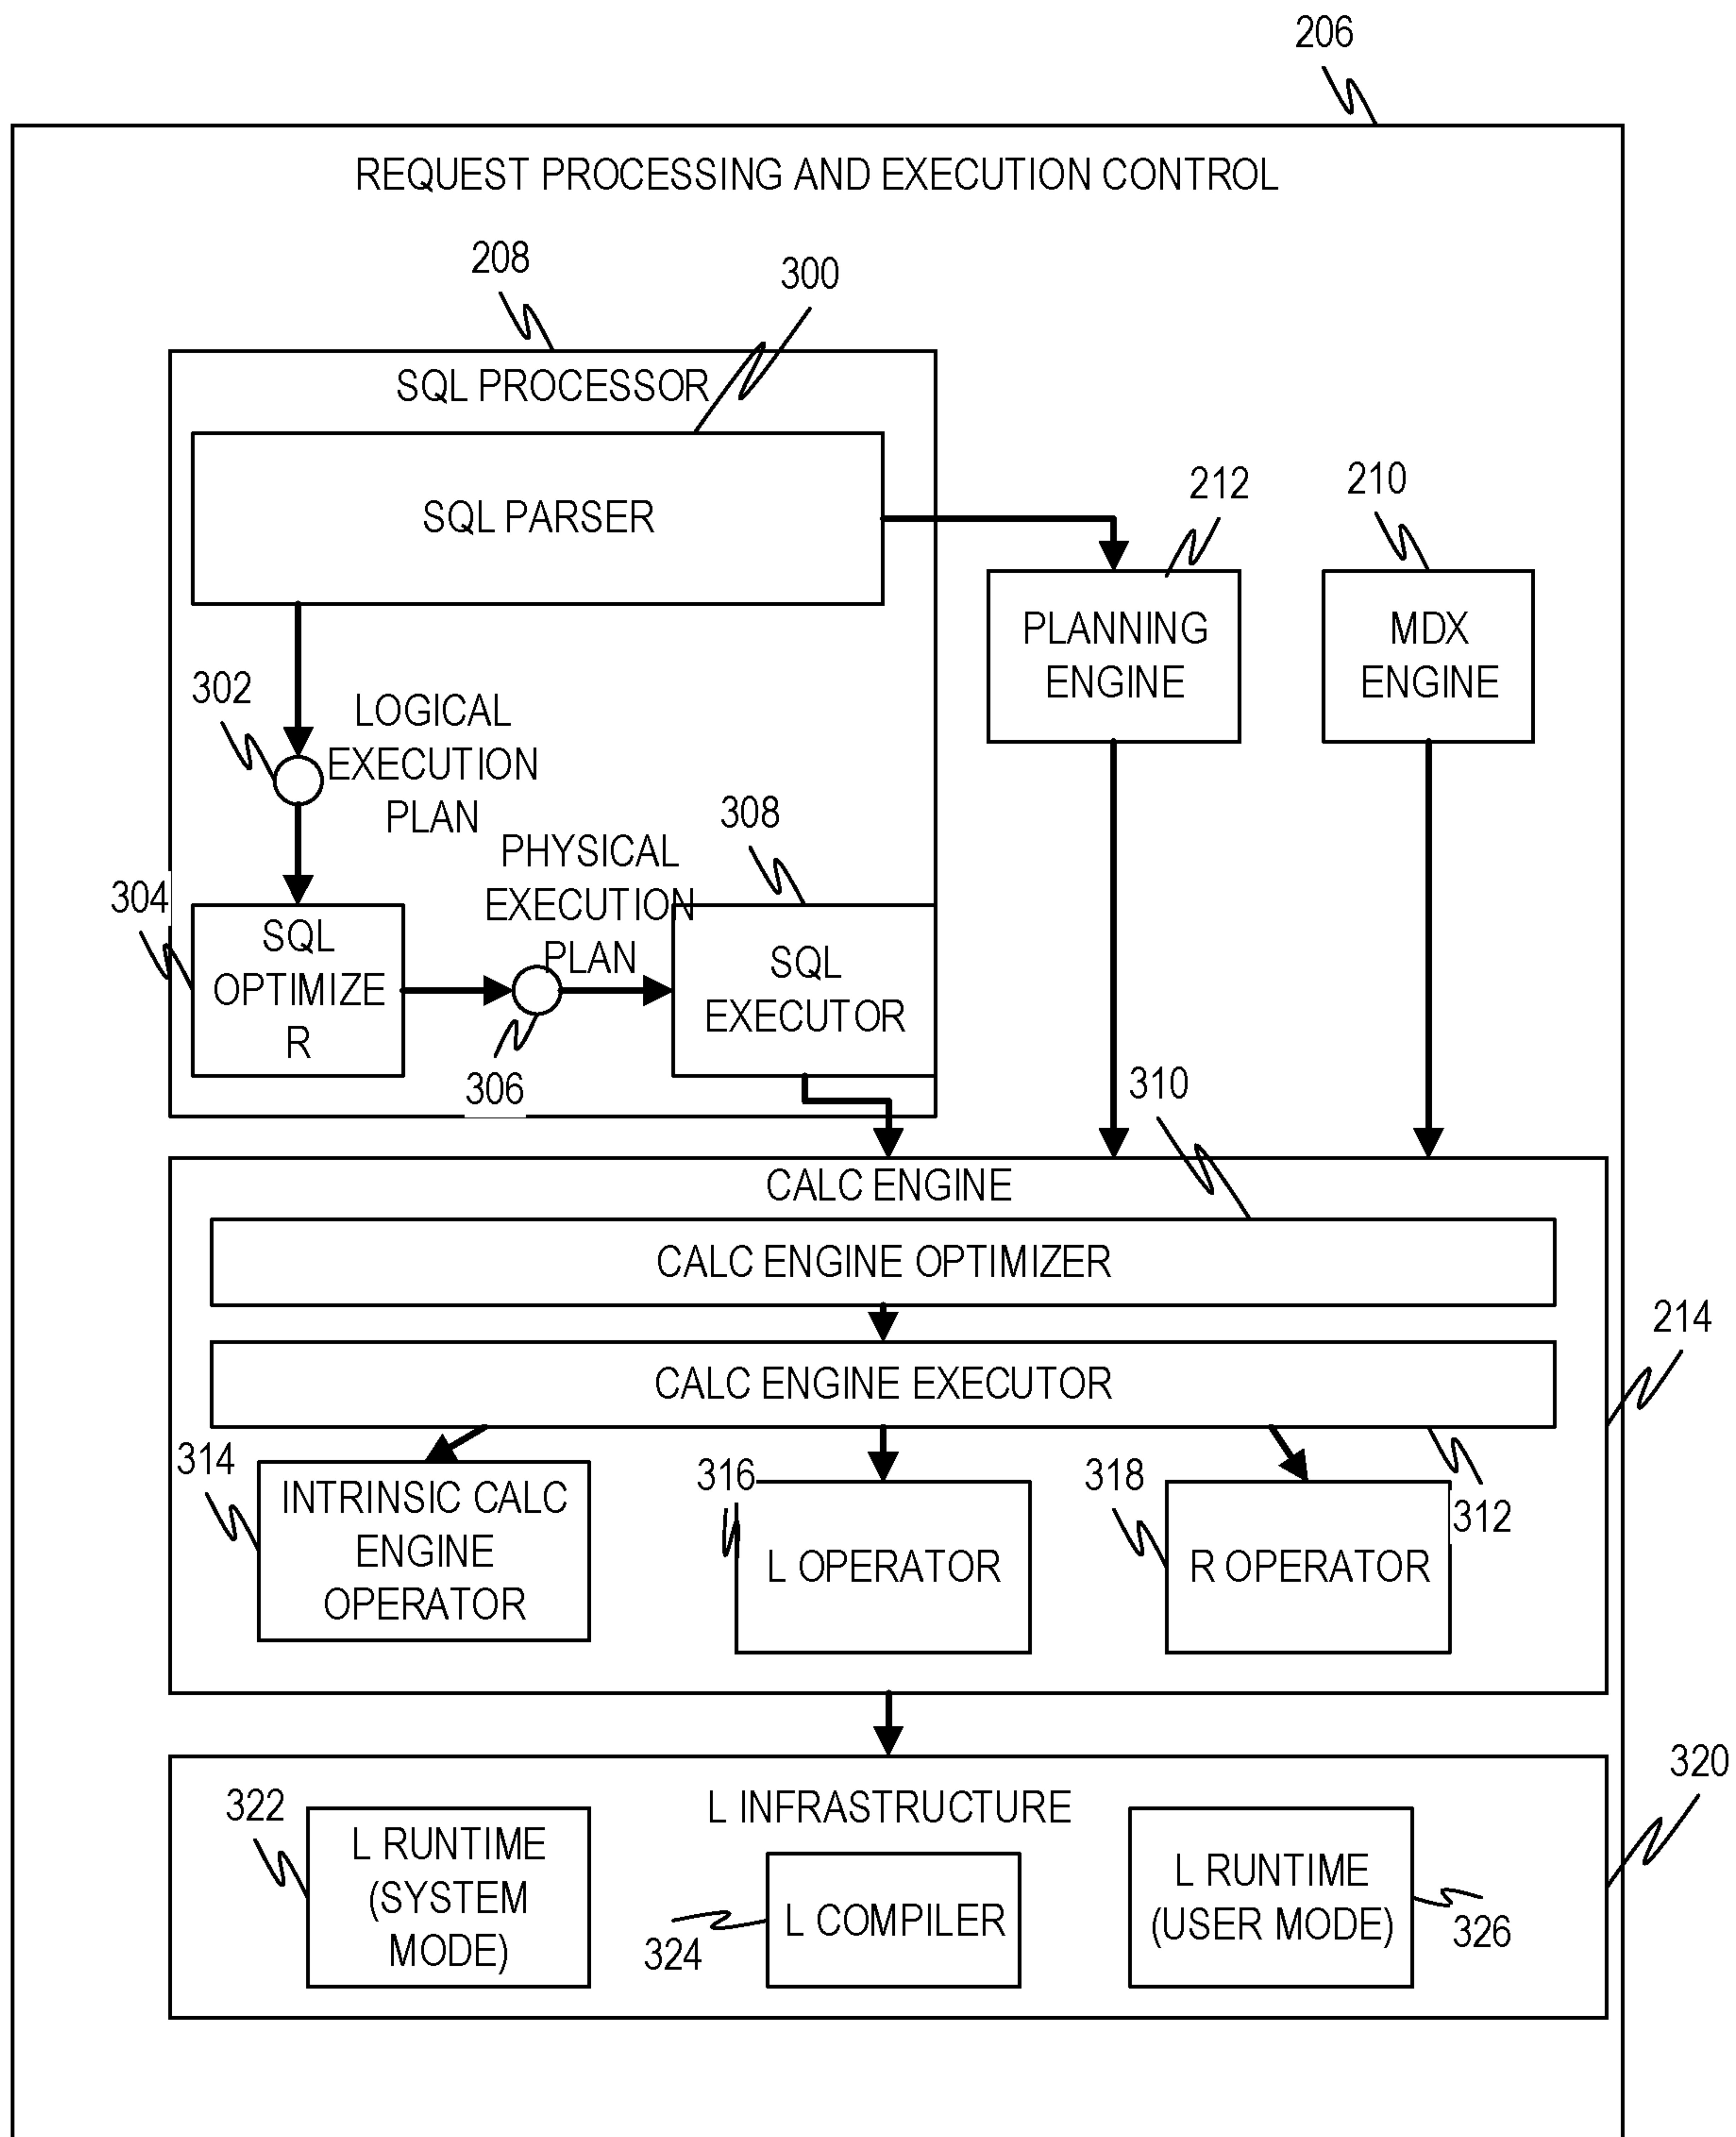 206
REQUEST PROCESSING AND EXECUTION CONTROL
208
300
SQL PROCESSOR
SQL PARSER
212
210
PLANNING
ENGINE
MDX
ENGINE
302
LOGICAL
EXECUTION
PLAN
308
PHYSICAL
EXECUTION
PLAN
304
SQL
OPTIMIZE
R
SQL
EXECUTOR
306
310
CALC ENGINE
CALC ENGINE OPTIMIZER
214
CALC ENGINE EXECUTOR
314
316
318
312
INTRINSIC CALC
ENGINE
OPERATOR
L OPERATOR
R OPERATOR
320
L INFRASTRUCTURE
322
L RUNTIME
(SYSTEM
MODE)
324
L COMPILER
L RUNTIME
(USER MODE)
326